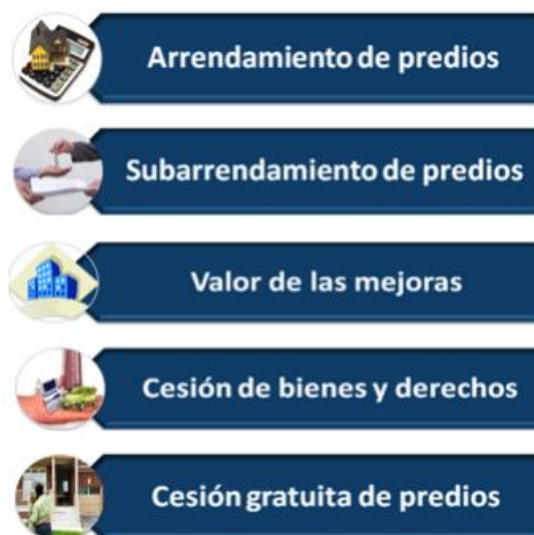 Arrendamiento de predios
Subarrendamiento de predios
Valor de las mejoras
Cesión de bienes y derechos
Cesión gratuita de predios